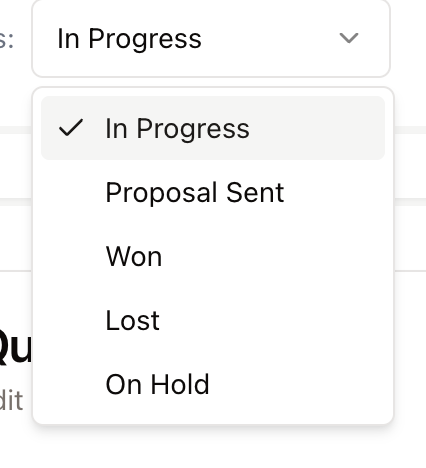 s: In Progress
In Progress
Proposal Sent
Won
Lost
Qu
On Hold
dit